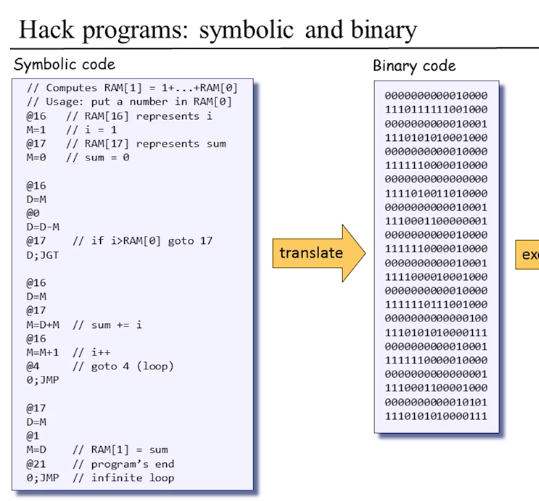 Hack programs: symbolic and binary
Symbolic code
// Computes RAM[1] = 1+...+RAM[0]
// Usage: put a number in RAM[0]
@16 // RAM[16] represents i
M=1 // i = 1
@17 // RAM[17] represents sum
M=0 // sum = 0
@16
D=M
@0
D=D-M
@17 // if i>RAM[0] goto 17
D;JGT
@16
D=M
@17
M=D+M // sum += i
@16
M=M+1 // i++
@4 // goto 4 (loop)
0;JMP
@17
D=M
@1
M=D // RAM[1] = sum
@21 // program's end
0;JMP // infinite loop
translate
Binary code
0000000000010000
1110111111001000
0000000000010001
1110101010001000
0000000000010000
1111110000010000
0000000000000000
1111010011010000
0000000000010001
1110001100000001
0000000000010000
1111110000010000
0000000000010001
1111000010001000
0000000000010000
1111110111001000
0000000000000100
1110101010000111
0000000000010001
1111110000010000
0000000000000001
1110001100001000
0000000000010101
1110101010000111